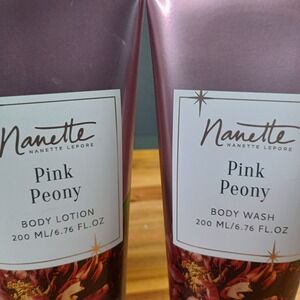 Nanette
NANETTE LEPORE
Pink
Peony
BODY LOTION
200 ML/6.76 FL.OZ
Nanette
NANETTE LEPORE
Pink
Peony
BODY WASH
200 ML/6.76 FL.OZ